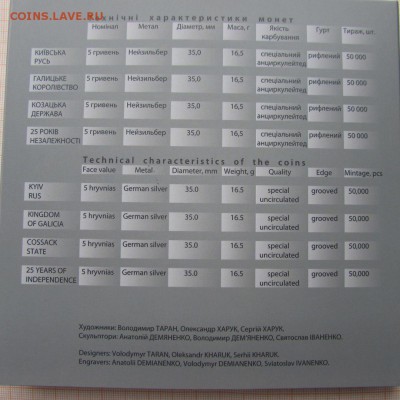 COINS.LAVE.RU
Технічні характеристики монет
Номінал Метал Діаметр, мм Маса, г Якість карбування Гурт Тираж, шт.
КИЇВСЬКА РУСЬ 5 гривень Нейзильбер 35,0 16,5 спеціальний анциркулейтед рифлений 50 000
ГАЛИЦЬКЕ КОРОЛІВСТВО 5 гривень Нейзильбер 35,0 16,5 спеціальний анциркулейтед рифлений 50 000
КОЗАЦЬКА ДЕРЖАВА 5 гривень Нейзильбер 35,0 16,5 спеціальний анциркулейтед рифлений 50 000
25 РОКІВ НЕЗАЛЕЖНОСТІ 5 гривень Нейзильбер 35,0 16,5 спеціальний анциркулейтед рифлений 50 000
Technical characteristics of the coins
Face value Metal Diameter, mm Weight, g Quality Edge Mintage, pcs
KYIV RUS 5 hryvnias German silver 35.0 16.5 special uncirculated grooved 50,000
KINGDOM OF GALICIA 5 hryvnias German silver 35.0 16.5 special uncirculated grooved 50,000
COSSACK STATE 5 hryvnias German silver 35.0 16.5 special uncirculated grooved 50,000
25 YEARS OF INDEPENDENCE 5 hryvnias German silver 35.0 16.5 special uncirculated grooved 50,000
Художники: Володимир ТАРАН, Олександр ХАРУК, Сергій ХАРУК.
Скульптори: Анатолій ДЕМЯНЕНКО, Володимир ДЕМ'ЯНЕНКО, Святослав ІВАНЕНКО.
Designers: Volodymyr TARAN, Oleksandr KHARUK, Serhii KHARUK.
Engravers: Anatolii DEMIANENKO, Volodymyr DEMIANENKO, Sviatoslav IVANENKO.